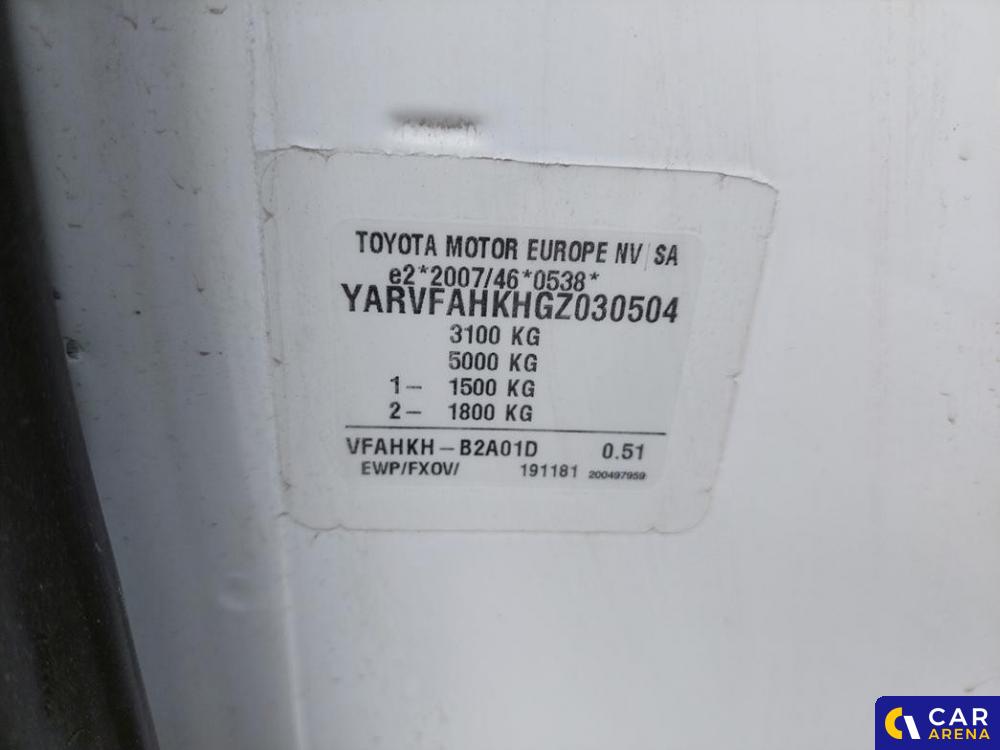 TOYOTA MOTOR EUROPE NV/SA
e2*2007/46*0538*
YARVFAHKHGZ030504
3100 KG
5000 KG
1- 1500 KG
2- 1800 KG
VFAHKH-B2A01D 0.51
EWP/FXOV/ 191181 200497959
CAR
ARENA